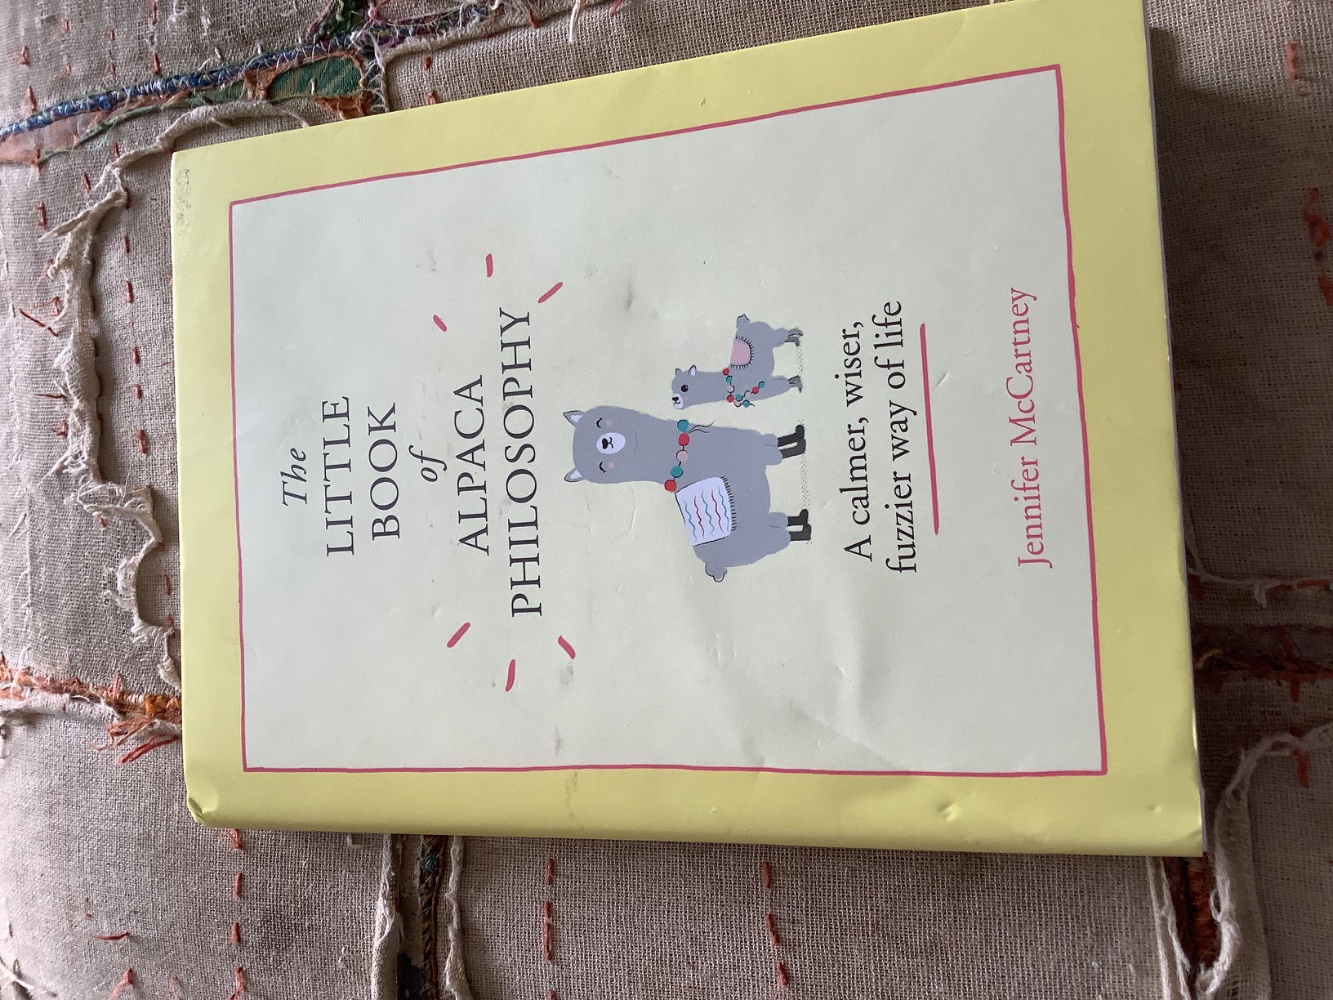 The
LITTLE
BOOK
of
ALPACA
PHILOSOPHY
A calmer, wiser,
fuzzier way of life
Jennifer McCartney